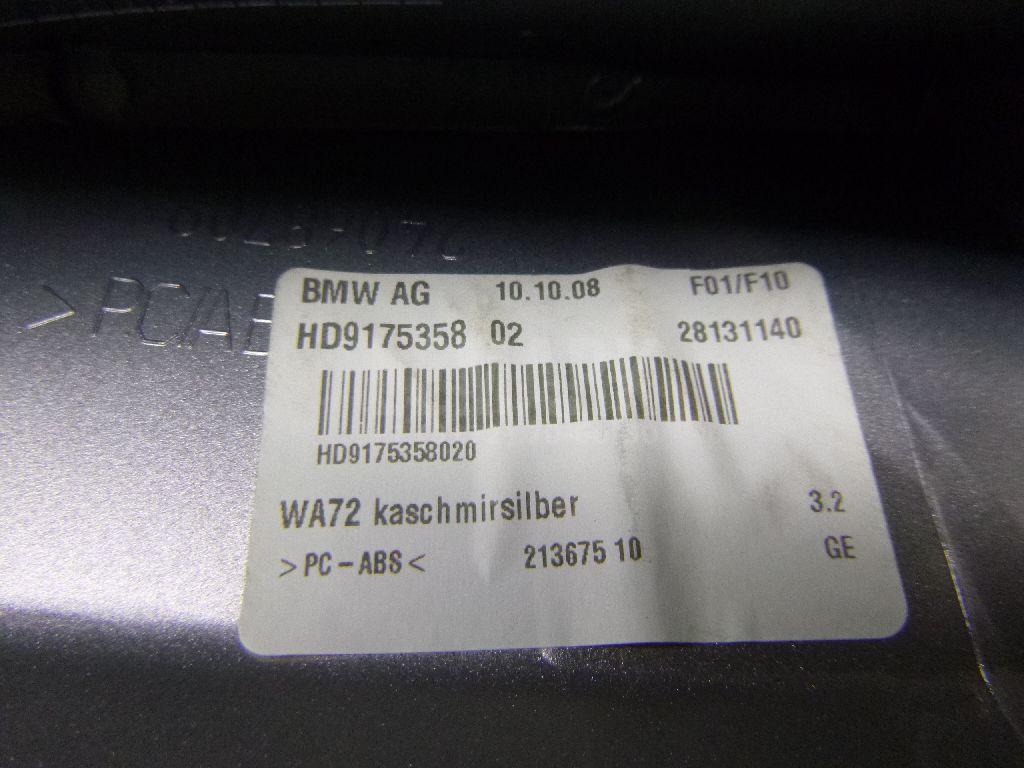 >PC/AB
BMW AG 10.10.08 F01/F10
HD9175358 02 28131140
HD9175358020
WA72 kaschmirsilber 3.2
>PC-ABS< 213675 10 GE